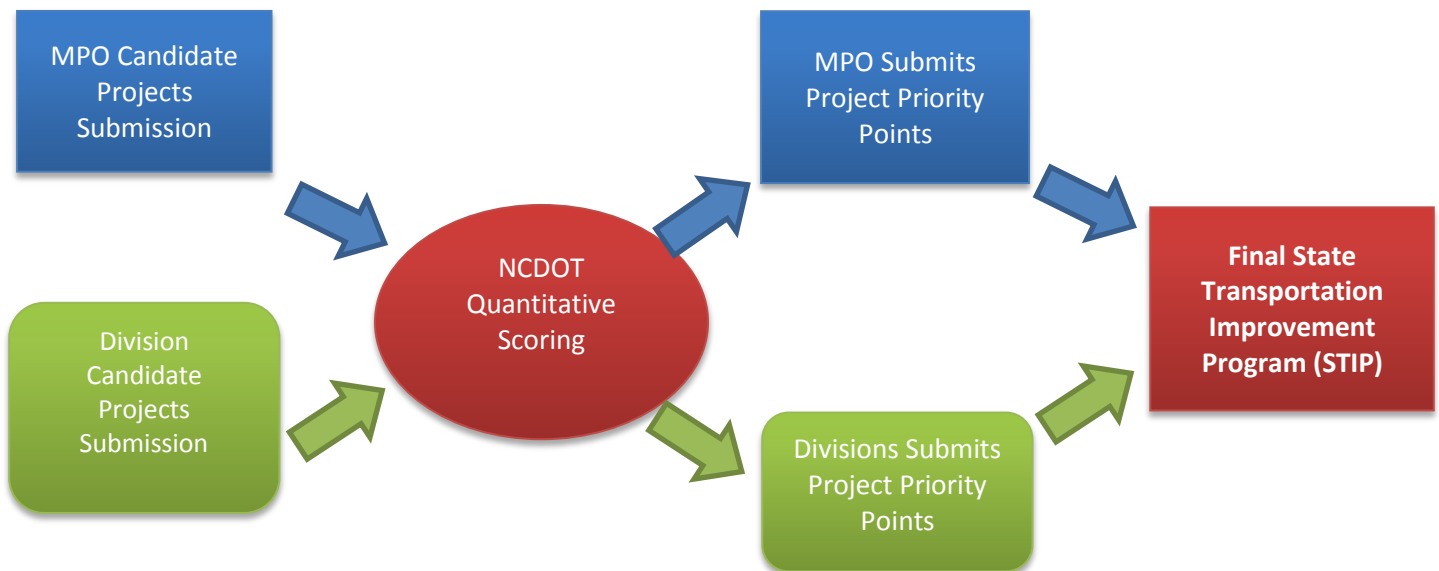 MPO Candidate
Projects
Submission
Division
Candidate
Projects
Submission
NCDOT
Quantitative
Scoring
MPO Submits
Project Priority
Points
Divisions Submits
Project Priority
Points
Final State
Transportation
Improvement
Program (STIP)